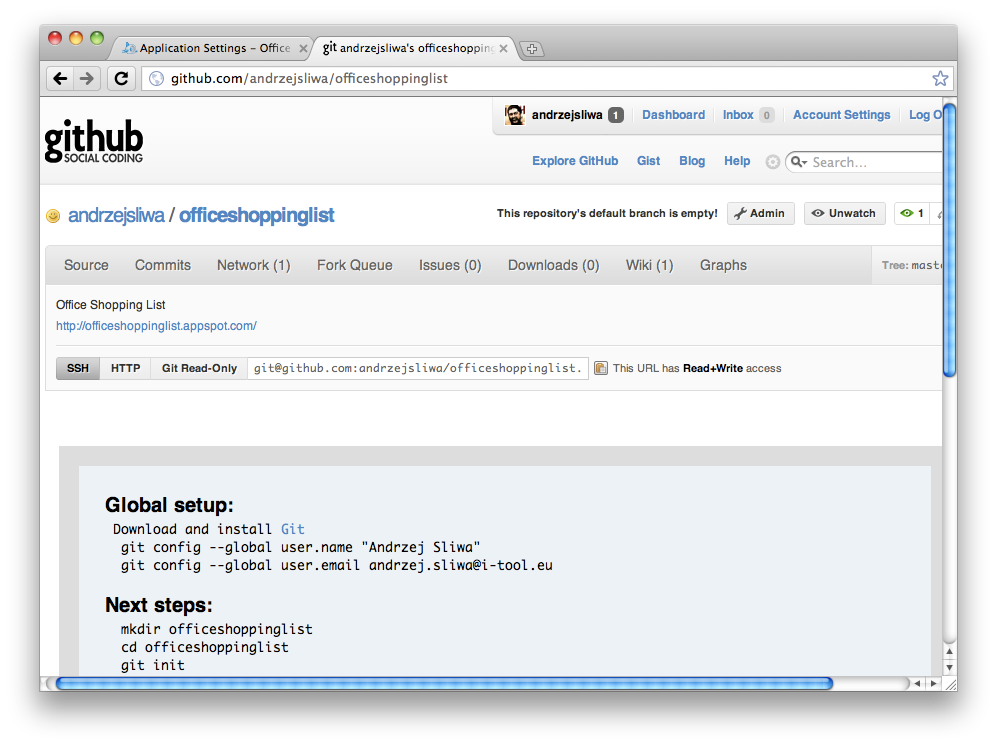 Application Settings – Office
git andrzejsliwa's officeshopping
github.com/andrzejsliwa/officeshoppinglist
github
SOCIAL CODING
andrzejsliwa 1 Dashboard Inbox 0 Account Settings Log O
Explore GitHub Gist Blog Help Search...
andrzejsliwa / officeshoppinglist
This repository's default branch is empty! Admin Unwatch 1
Source Commits Network (1) Fork Queue Issues (0) Downloads (0) Wiki (1) Graphs Tree: maste
Office Shopping List
http://officeshoppinglist.appspot.com/
SSH HTTP Git Read-Only git@github.com:andrzejsliwa/officeshoppinglist. This URL has Read+Write access
Global setup:
Download and install Git
git config --global user.name "Andrzej Sliwa"
git config --global user.email andrzej.sliwa@i-tool.eu
Next steps:
mkdir officeshoppinglist
cd officeshoppinglist
git init